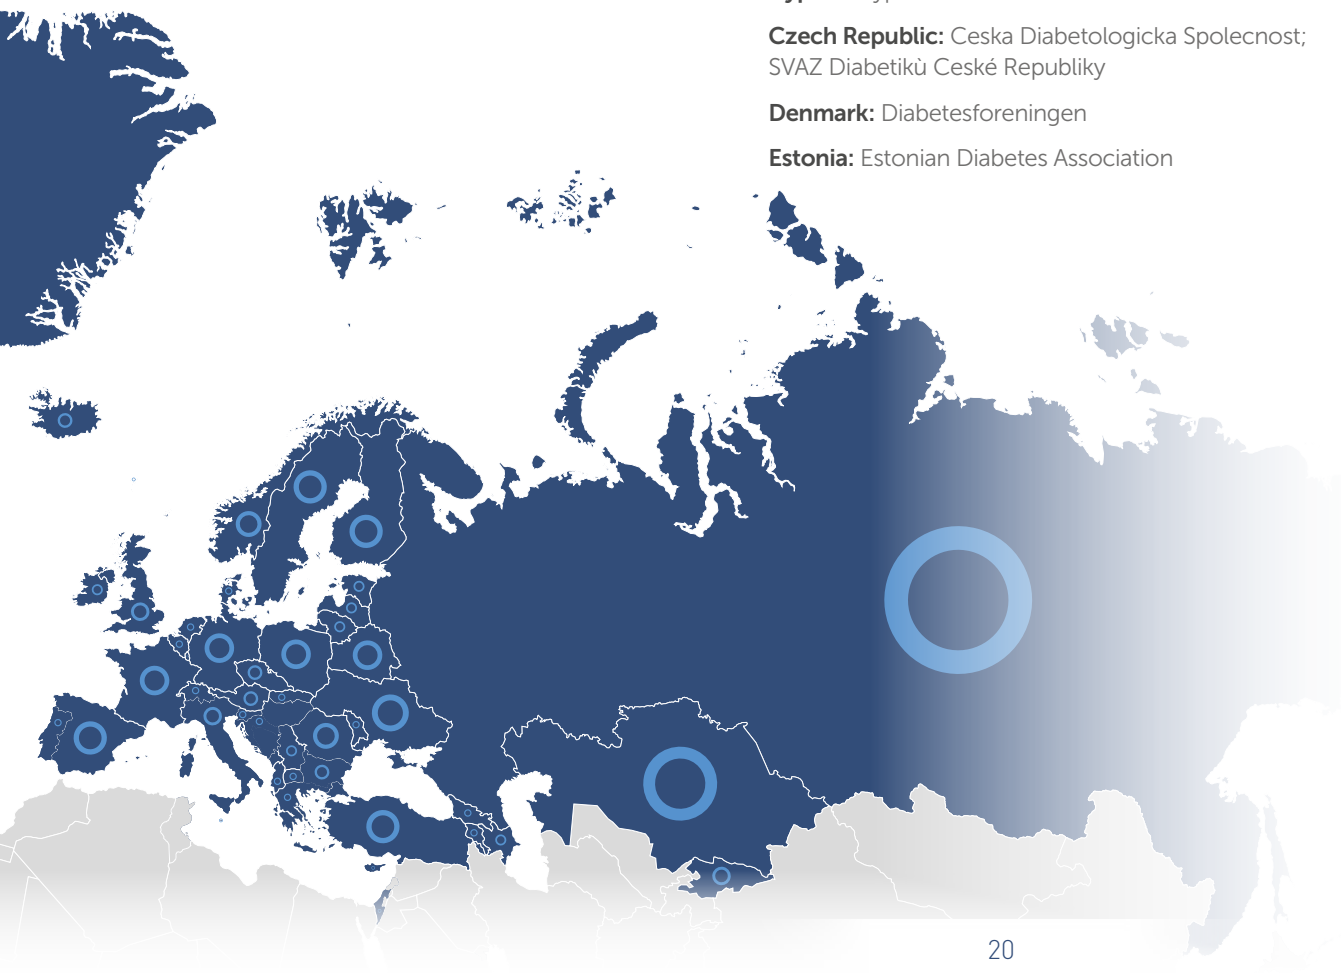 Czech Republic: Ceska Diabetologicka Spolecnost;
SVAZ Diabetikù Ceské Republiky
Denmark: Diabetesforeningen
Estonia: Estonian Diabetes Association
20